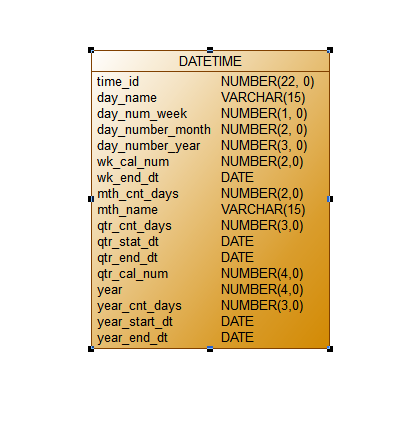 DATETIME
time_id NUMBER(22, 0)
day_name VARCHAR(15)
day_num_week NUMBER(1, 0)
day_number_month NUMBER(2, 0)
day_number_year NUMBER(3, 0)
wk_cal_num NUMBER(2,0)
wk_end_dt DATE
mth_cnt_days NUMBER(2,0)
mth_name VARCHAR(15)
qtr_cnt_days NUMBER(3,0)
qtr_stat_dt DATE
qtr_end_dt DATE
qtr_cal_num NUMBER(4,0)
year NUMBER(4,0)
year_cnt_days NUMBER(3,0)
year_start_dt DATE
year_end_dt DATE